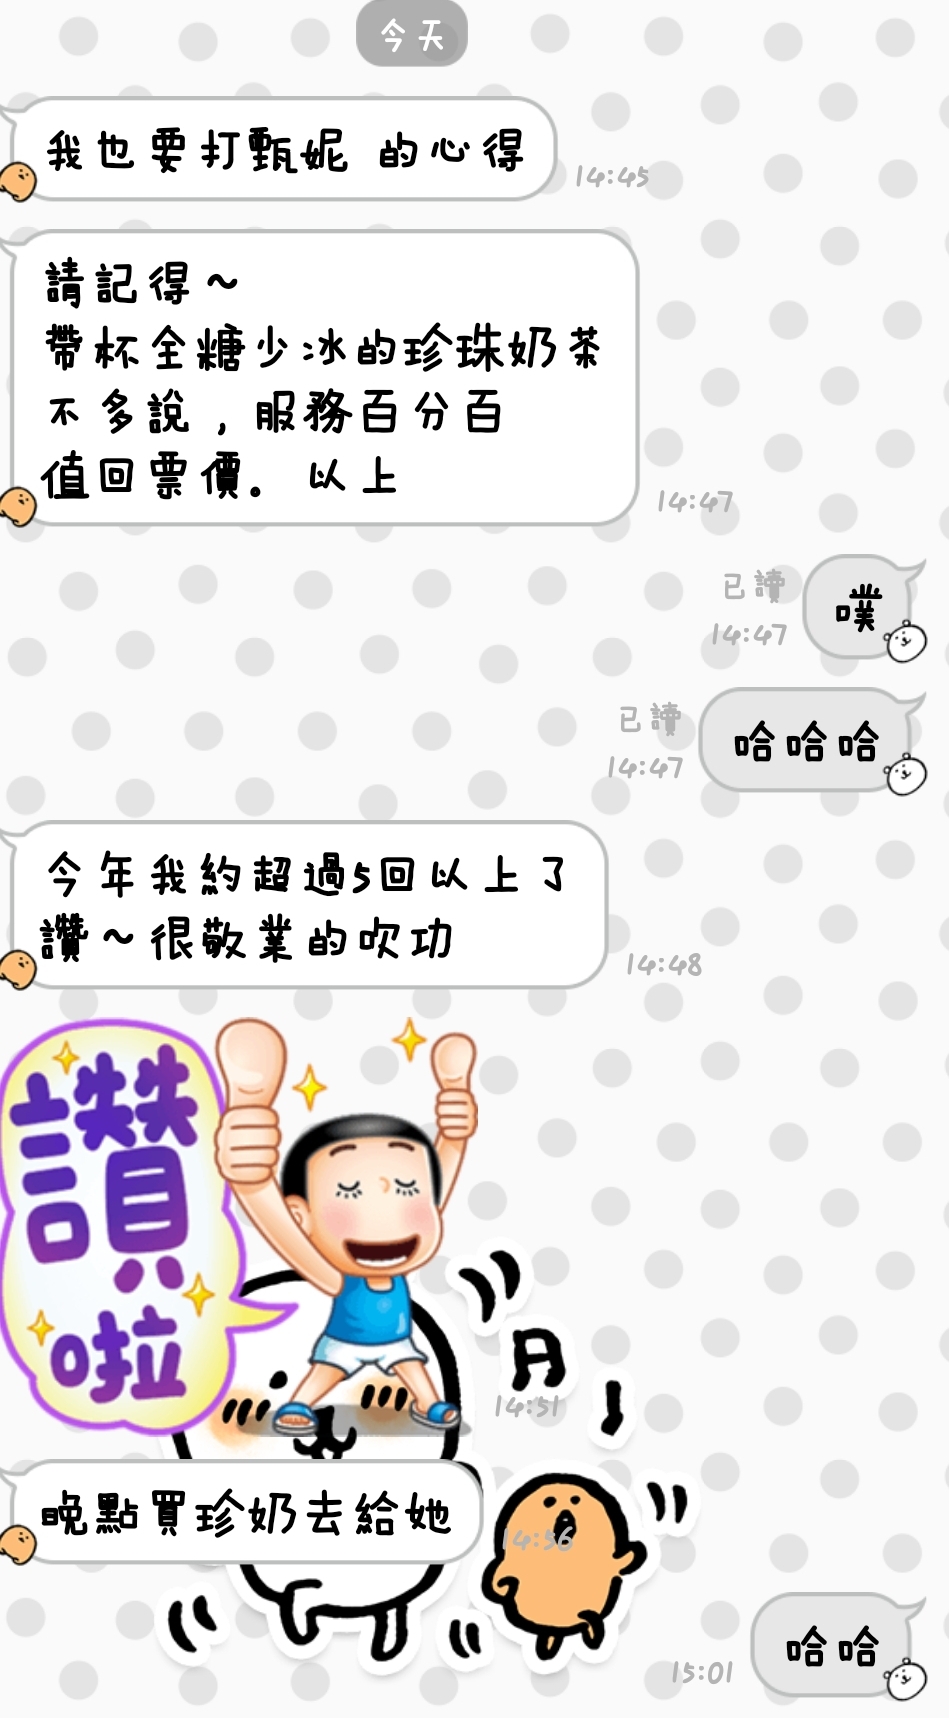 今天
我也要打甄妮 的心得
14:45
請記得~
帶杯全糖少冰的珍珠奶茶
不多說，服務百分百
值回票價。 以上
14:47
已讀
14:47
噗
已讀
14:47
哈哈哈
今年我約超過5回以上了
讚~很敬業的吹功
14:48
讚
啦
14:51
晚點買珍奶去給她
14:56
15:01
哈哈